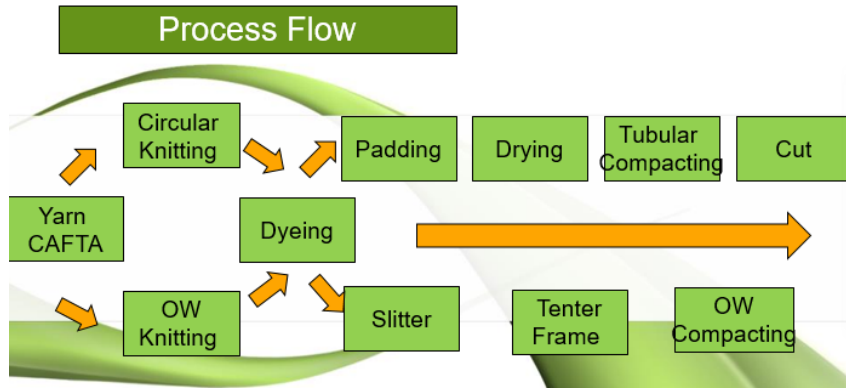 Process Flow
Circular
Knitting
Padding
Drying
Tubular
Compacting
Cut
Yarn
CAFTA
Dyeing
OW
Knitting
Slitter
Tenter
Frame
OW
Compacting